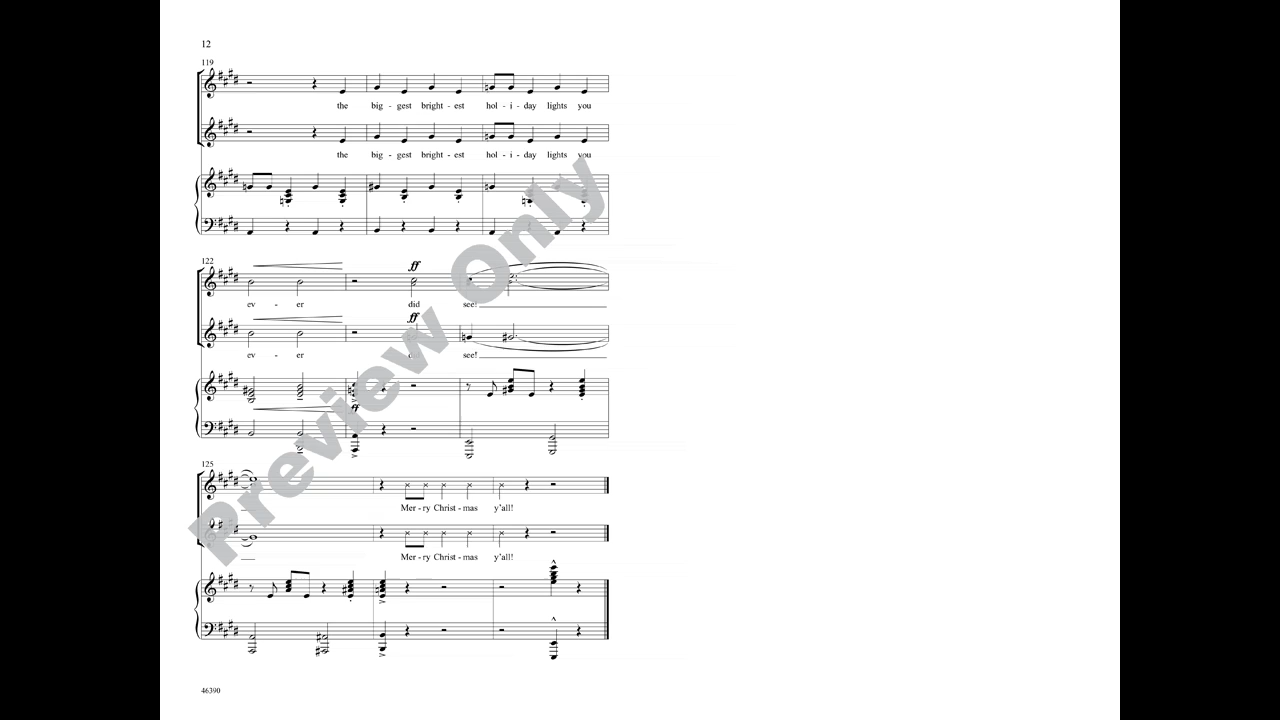 12
119
the big - gest bright - est hol - i - day lights you
the big - gest bright - est hol - i - day lights you
122
ff
ev - er did see!
ff
ev - er did see!
ff
125
Mer - ry Christ - mas y'all!
Mer - ry Christ - mas y'all!
46390
Preview Only